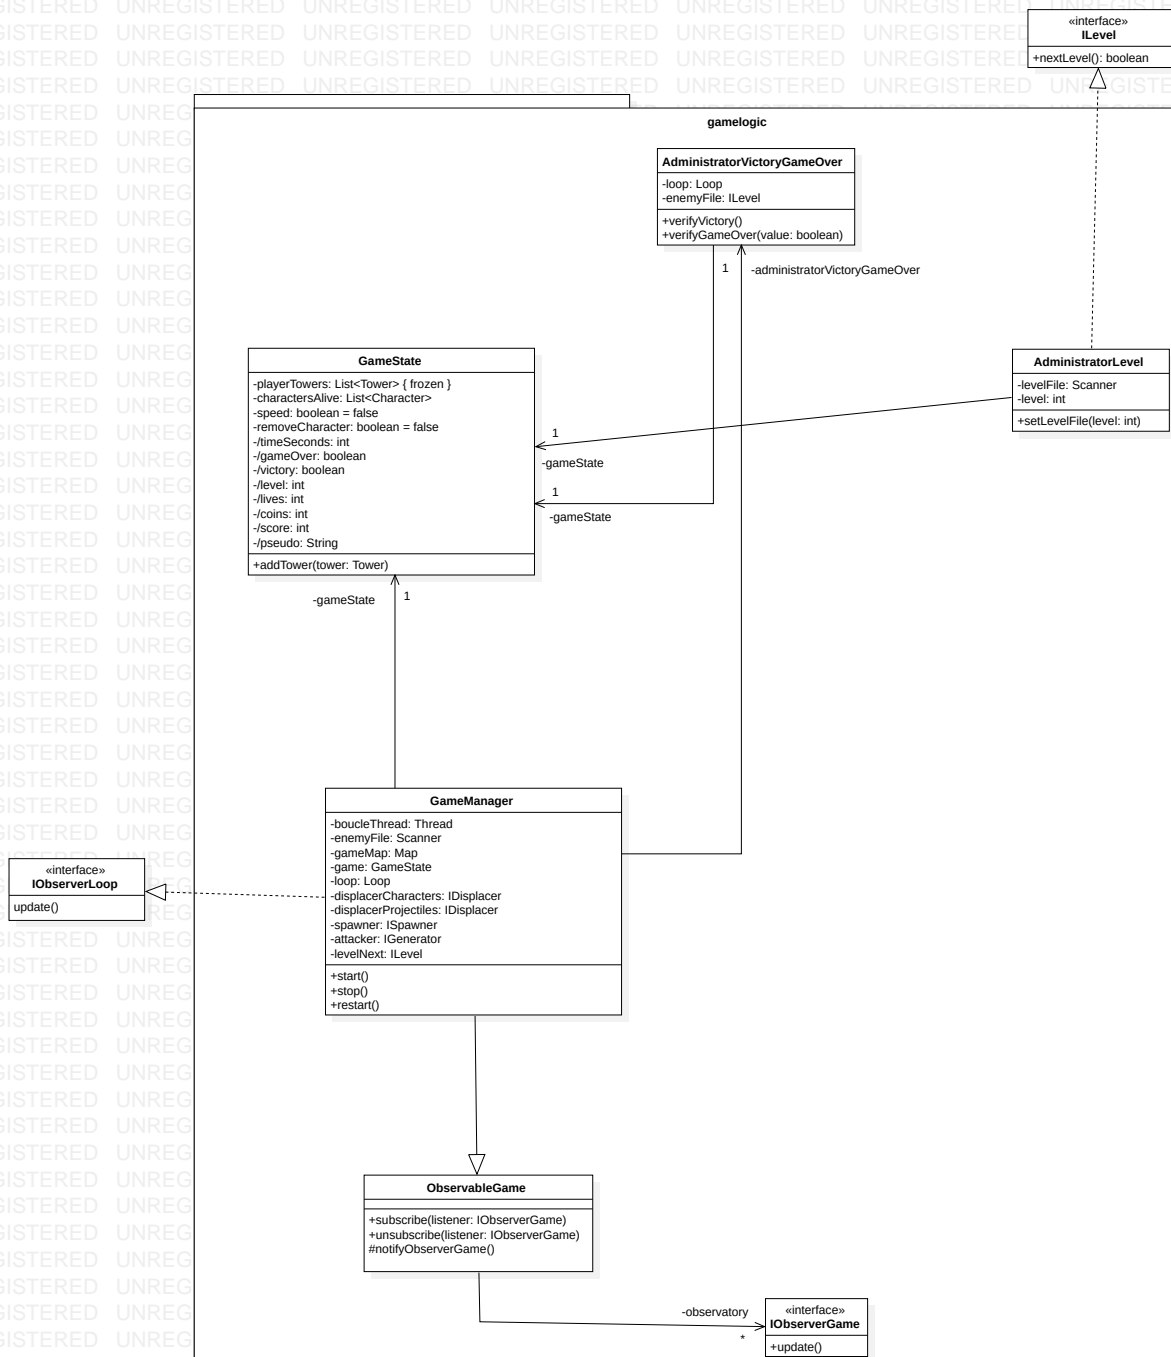 «interface»
ILevel
+nextLevel(): boolean
gamelogic
AdministratorVictoryGameOver
-loop: Loop
-enemyFile: ILevel
+verifyVictory()
+verifyGameOver(value: boolean)
1
-administratorVictoryGameOver
GameState
-playerTowers: List<Tower> { frozen }
-charactersAlive: List<Character>
-speed: boolean = false
-removeCharacter: boolean = false
-/timeSeconds: int
-/gameOver: boolean
-/victory: boolean
-/level: int
-/lives: int
-/coins: int
-/score: int
-/pseudo: String
+addTower(tower: Tower)
AdministratorLevel
-levelFile: Scanner
-level: int
+setLevelFile(level: int)
1
-gameState
1
-gameState
-gameState
1
GameManager
-boucleThread: Thread
-enemyFile: Scanner
-gameMap: Map
-game: GameState
-loop: Loop
-displacerCharacters: IDisplacer
-displacerProjectiles: IDisplacer
-spawner: ISpawner
-attacker: IGenerator
-levelNext: ILevel
+start()
+stop()
+restart()
«interface»
IObserverLoop
update()
ObservableGame
+subscribe(listener: IObserverGame)
+unsubscribe(listener: IObserverGame)
#notifyObserverGame()
-observatory
*
«interface»
IObserverGame
+update()
UNREGISTERED